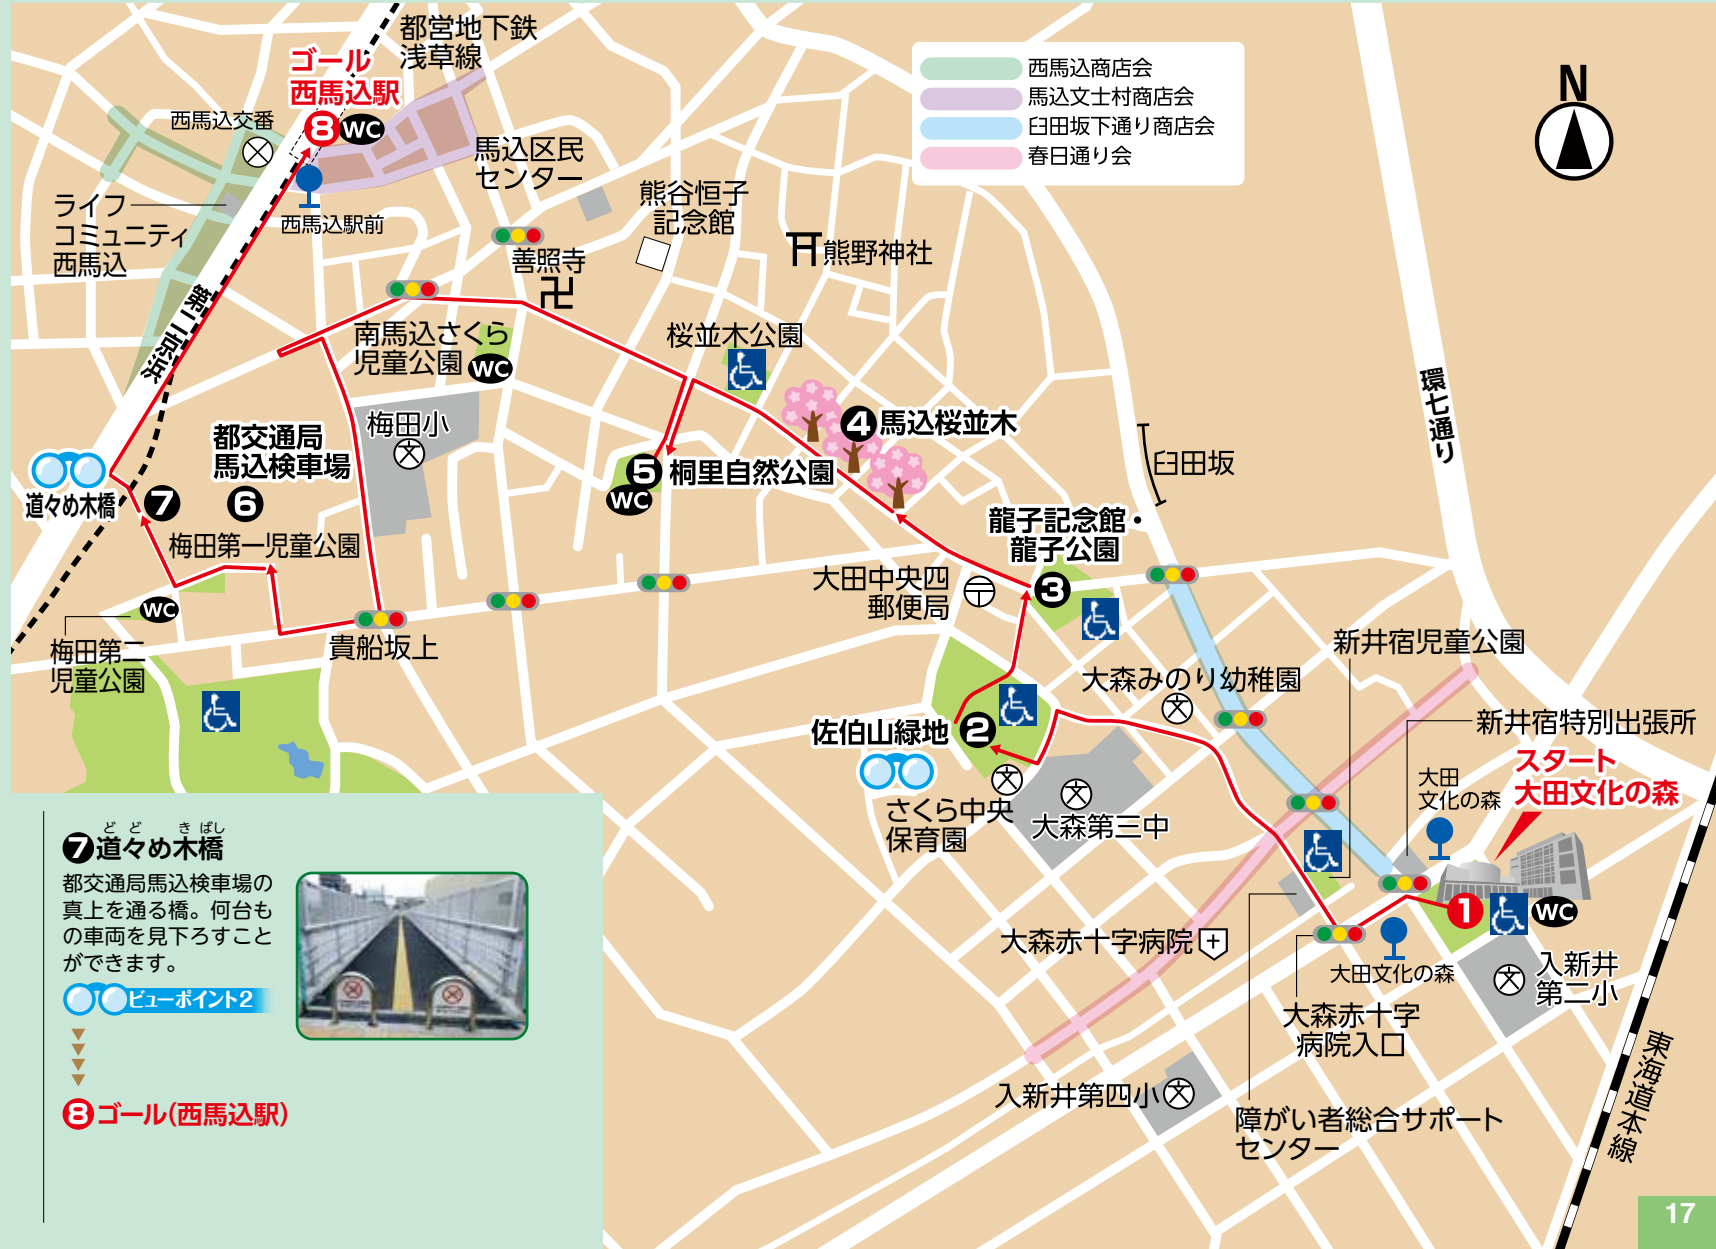 都営地下鉄
浅草線
ゴール
西馬込駅
8
WC
西馬込交番
ライフ
コミュニティ
西馬込
西馬込駅前
第二京浜
馬込区民
センター
善照寺
熊谷恒子
記念館
熊野神社
西馬込商店会
馬込文士村商店会
臼田坂下通り商店会
春日通り会
N
南馬込さくら
児童公園
WC
桜並木公園
梅田小
都交通局
馬込検車場
6
7
道々め木橋
梅田第一児童公園
WC
梅田第二
児童公園
貴船坂上
4
馬込桜並木
5
桐里自然公園
WC
臼田坂
環七通り
龍子記念館・
龍子公園
3
大田中央四
郵便局
佐伯山緑地
2
さくら中央
保育園
大森第三中
大森みのり幼稚園
新井宿児童公園
新井宿特別出張所
スタート
大田文化の森
大田
文化の森
1
WC
大森赤十字病院
大田文化の森
入新井
第二小
大森赤十字
病院入口
入新井第四小
障がい者総合サポート
センター
東海道本線
どど きばし
7道々め木橋
都交通局馬込検車場の
真上を通る橋。何台も
の車両を見下ろすこと
ができます。
ビューポイント2
8ゴール(西馬込駅)
17